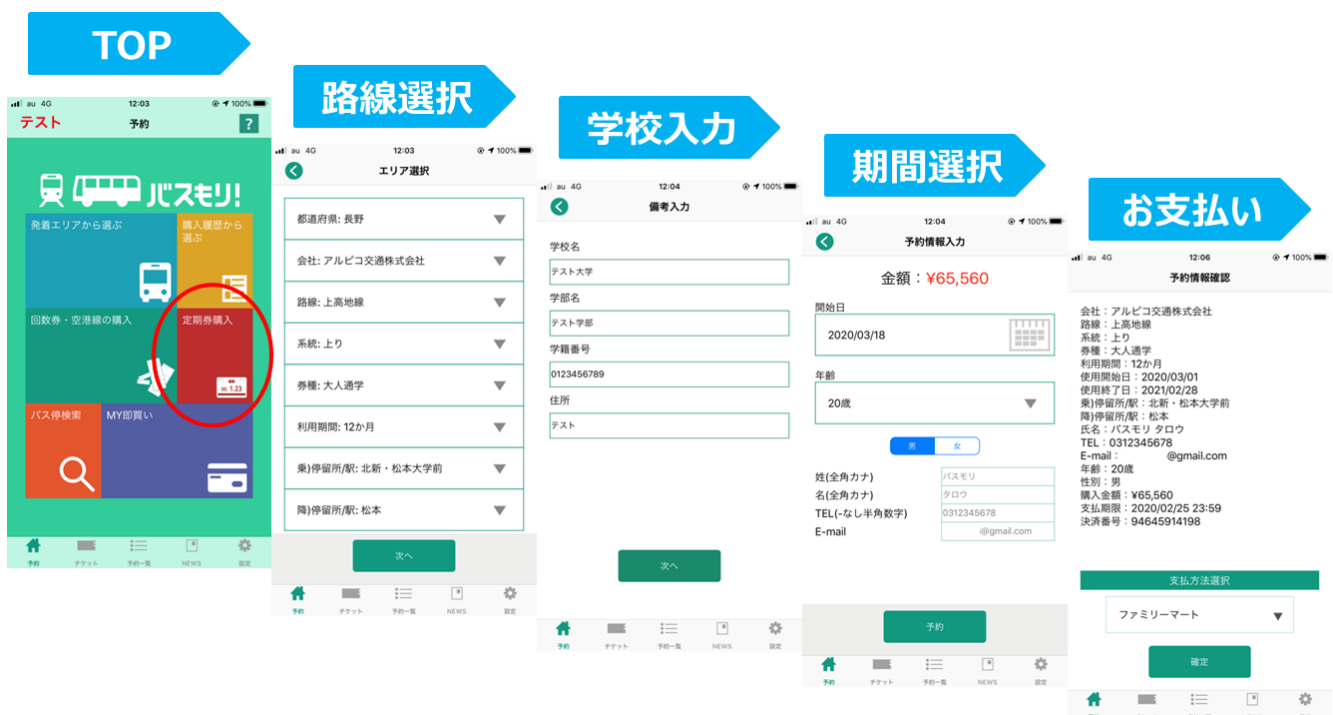 TOP
au 4G 12:03 100%
テスト 予約 ?
バスモリ!
発着エリアから選ぶ
購入履歴から
選ぶ
回数券・空港線の購入
定期券購入
1.23
バス停検索
MY即買い
予約 チケット 予約一覧 NEWS 設定
路線選択
au 4G 12:03 100%
エリア選択
都道府県: 長野
会社: アルピコ交通株式会社
路線: 上高地線
系統: 上り
券種: 大人通学
利用期間: 12か月
乗)停留所/駅: 北新・松本大学前
降)停留所/駅: 松本
次へ
予約 チケット 予約一覧 NEWS 設定
学校入力
au 4G 12:04 100%
備考入力
学校名
テスト大学
学部名
テスト学部
学籍番号
0123456789
住所
テスト
次へ
予約 チケット 予約一覧 NEWS 設定
期間選択
au 4G 12:04 100%
予約情報入力
金額：¥65,560
開始日
2020/03/18
年齢
20歳
男 女
姓(全角カナ) バスモリ
名(全角カナ) タロウ
TEL(-なし半角数字) 0312345678
E-mail i@gmail.com
予約
予約 チケット 予約一覧 NEWS 設定
お支払い
au 4G 12:06 100%
予約情報確認
会社：アルピコ交通株式会社
路線：上高地線
系統：上り
券種：大人通学
利用期間：12か月
使用開始日：2020/03/01
使用終了日：2021/02/28
乗)停留所/駅：北新・松本大学前
降)停留所/駅：松本
氏名：バスモリ タロウ
TEL：0312345678
E-mail： @gmail.com
年齢：20歳
性別：男
購入金額：¥65,560
支払期限：2020/02/25 23:59
決済番号：94645914198
支払方法選択
ファミリーマート
確定